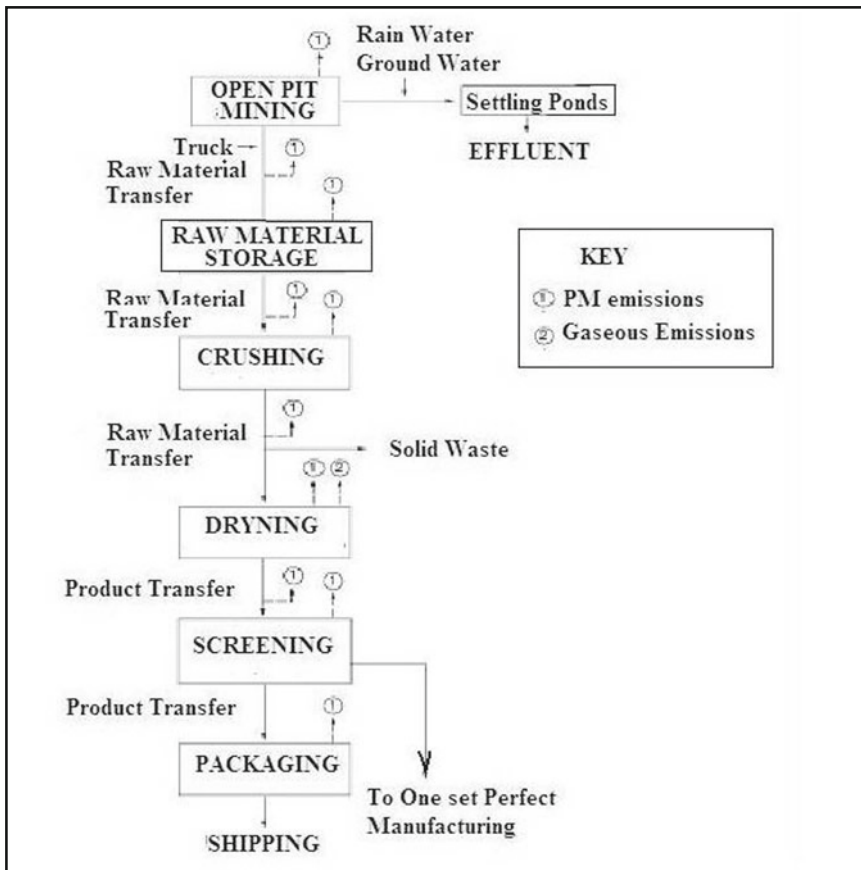 ①
Rain Water
Ground Water
OPEN PIT
MINING
Settling Ponds
EFFLUENT
Truck
①
Raw Material
Transfer
①
RAW MATERIAL
STORAGE
KEY
① PM emissions
② Gaseous Emissions
Raw Material
Transfer
①
①
CRUSHING
①
Raw Material
Transfer
Solid Waste
①
②
DRYNING
Product Transfer
①
①
SCREENING
Product Transfer
①
PACKAGING
To One set Perfect
Manufacturing
SHIPPING